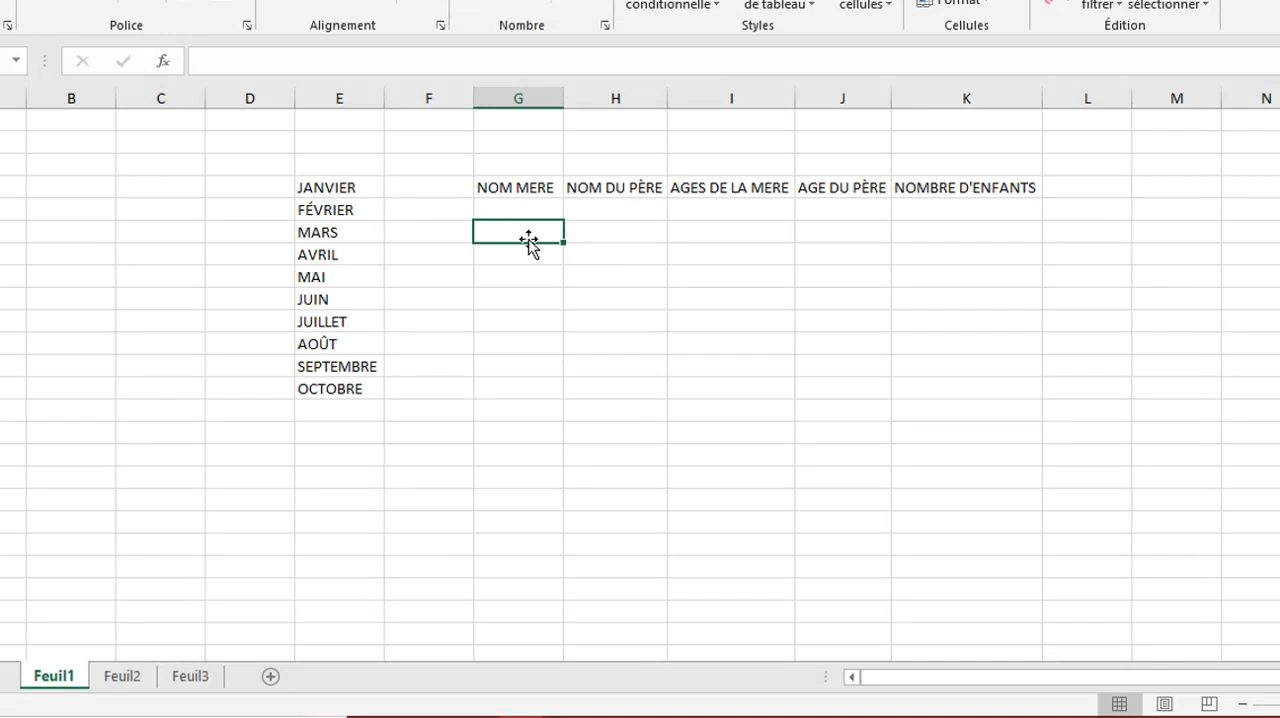 conditionnelle de tableau cellules Format filtrer sélectionner
Police Alignement Nombre Styles Cellules Édition
fx
B C D E F G H I J K L M N
JANVIER NOM MERE NOM DU PÈRE AGES DE LA MERE AGE DU PÈRE NOMBRE D'ENFANTS
FÉVRIER
MARS
AVRIL
MAI
JUIN
JUILLET
AOÛT
SEPTEMBRE
OCTOBRE
Feuil1 Feuil2 Feuil3